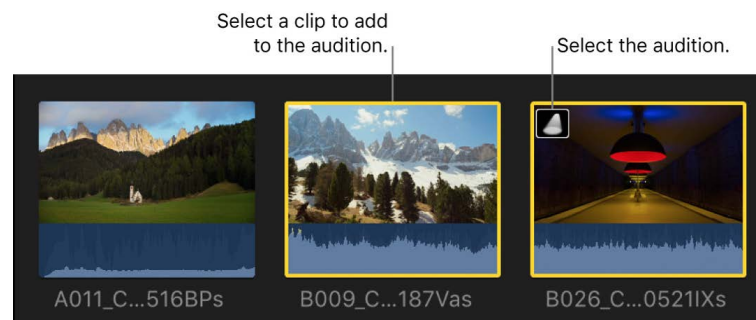 Select a clip to add
to the audition.
Select the audition.
A011_C...516BPs
B009_C...187Vas
B026_C...0521IXs